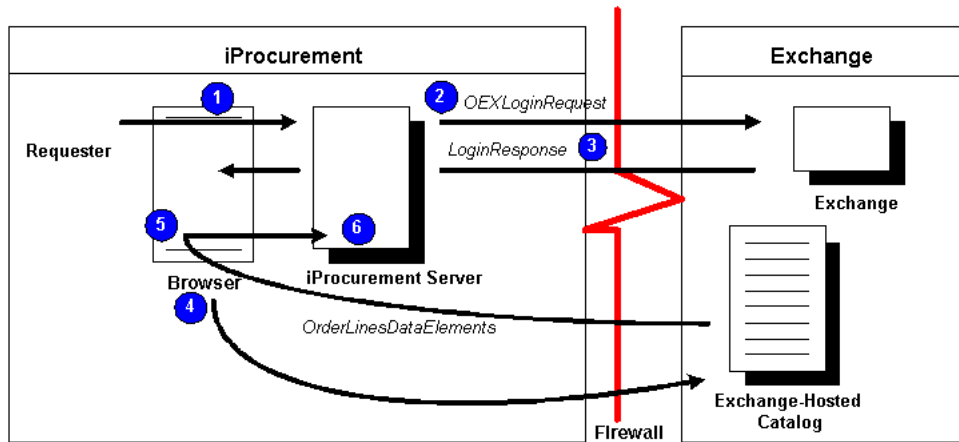 iProcurement
Exchange
1
2
OEXLoginRequest
Requester
LoginResponse
3
Exchange
5
6
Browser
iProcurement Server
4
OrderLinesDataElements
Exchange-Hosted
Catalog
Firewall